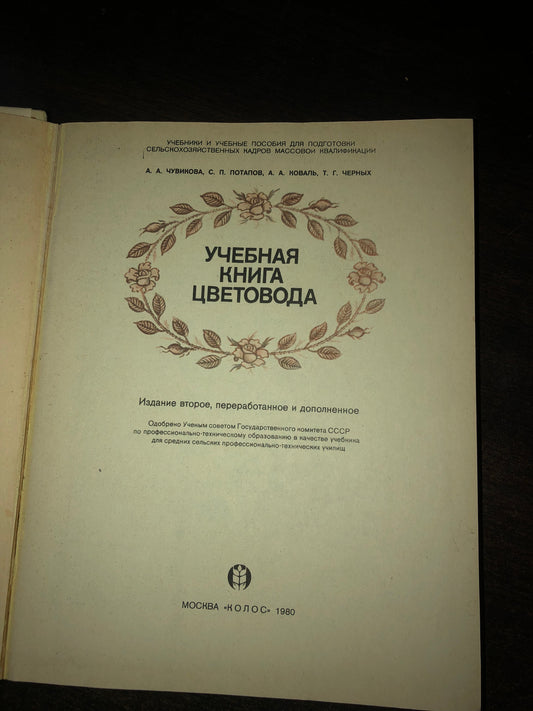 УЧЕБНИКИ И УЧЕБНЫЕ ПОСОБИЯ ДЛЯ ПОДГОТОВКИ
СЕЛЬСКОХОЗЯЙСТВЕННЫХ КАДРОВ МАССОВОЙ КВАЛИФИКАЦИИ
А. А. ЧУВИКОВА, С. П. ПОТАПОВ, А. А. КОВАЛЬ, Т. Г. ЧЕРНЫХ
УЧЕБНАЯ
КНИГА
ЦВЕТОВОДА
Издание второе, переработанное и дополненное
Одобрено Ученым советом Государственного комитета СССР
по профессионально-техническому образованию в качестве учебника
для средних сельских профессионально-технических училищ
МОСКВА «КОЛОС» 1980